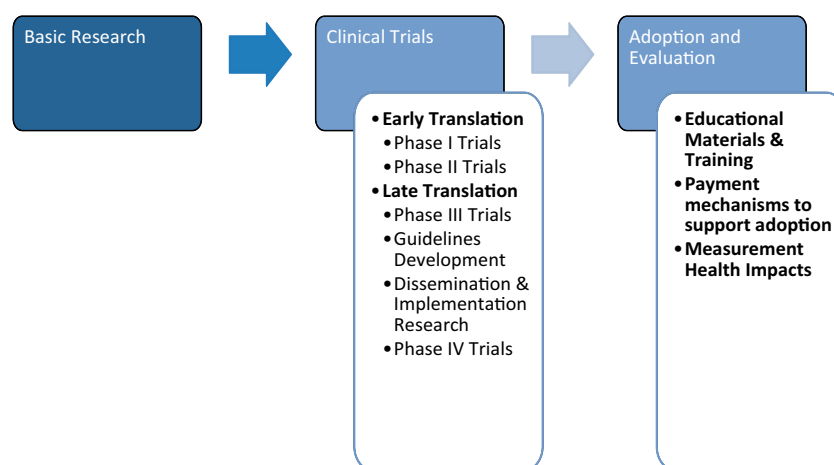 Basic Research
Clinical Trials
•Early Translation
•Phase I Trials
•Phase II Trials
•Late Translation
•Phase III Trials
•Guidelines
Development
•Dissemination &
Implementation
Research
•Phase IV Trials
Adoption and
Evaluation
•Educational
Materials &
Training
•Payment
mechanisms to
support adoption
•Measurement
Health Impacts